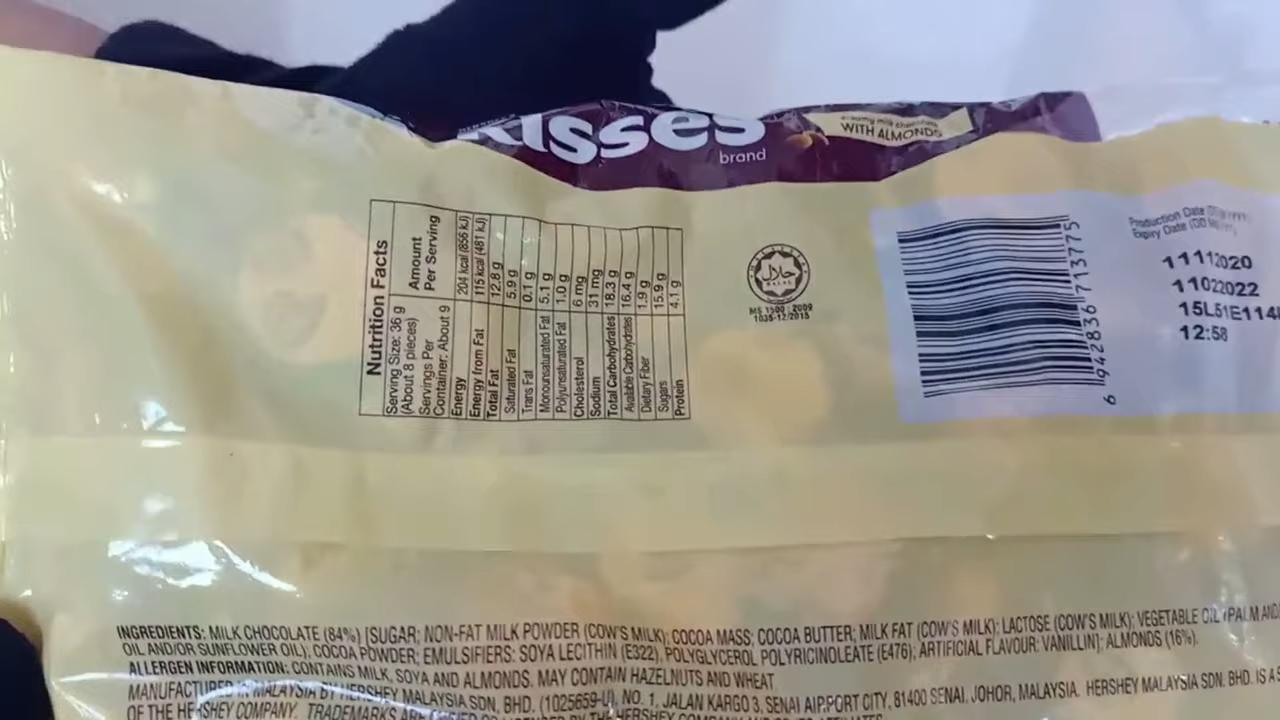 KISSES
brand
creamy milk chocolate
WITH ALMONDS
Nutrition Facts
Serving Size: 36 g
(About 8 pieces)
Servings Per
Container: About 9
Amount
Per Serving
Energy 204 kcal (856 kJ)
Energy from Fat 115 kcal (481 kJ)
Total Fat 12.8 g
Saturated Fat 5.9 g
Trans Fat 0.1 g
Monounsaturated Fat 5.1 g
Polyunsaturated Fat 1.0 g
Cholesterol 6 mg
Sodium 31 mg
Total Carbohydrates 18.3 g
Available Carbohydrates 16.4 g
Dietary Fiber 1.9 g
Sugars 15.9 g
Protein 4.1 g
حلال
HALAL
MS 1500 : 2009
1035-12/2015
6 942836 713775
Production Date
Expiry Date
11112020
11022022
15L51E114
12:58
INGREDIENTS: MILK CHOCOLATE (84%) [SUGAR; NON-FAT MILK POWDER (COW'S MILK); COCOA MASS; COCOA BUTTER; MILK FAT (COW'S MILK); LACTOSE (COW'S MILK); VEGETABLE OIL (PALM AND
OIL AND/OR SUNFLOWER OIL); COCOA POWDER; EMULSIFIERS: SOYA LECITHIN (E322), POLYGLYCEROL POLYRICINOLEATE (E476); ARTIFICIAL FLAVOUR: VANILLIN]; ALMONDS (16%).
ALLERGEN INFORMATION: CONTAINS MILK, SOYA AND ALMONDS. MAY CONTAIN HAZELNUTS AND WHEAT
MANUFACTURED IN MALAYSIA BY HERSHEY MALAYSIA SDN. BHD. (1025659-U), NO. 1, JALAN KARGO 3, SENAI AIRPORT CITY, 81400 SENAI, JOHOR, MALAYSIA. HERSHEY MALAYSIA SDN. BHD. IS A
OF THE HERSHEY COMPANY. TRADEMARKS ARE THE HERSHEY COMPANY